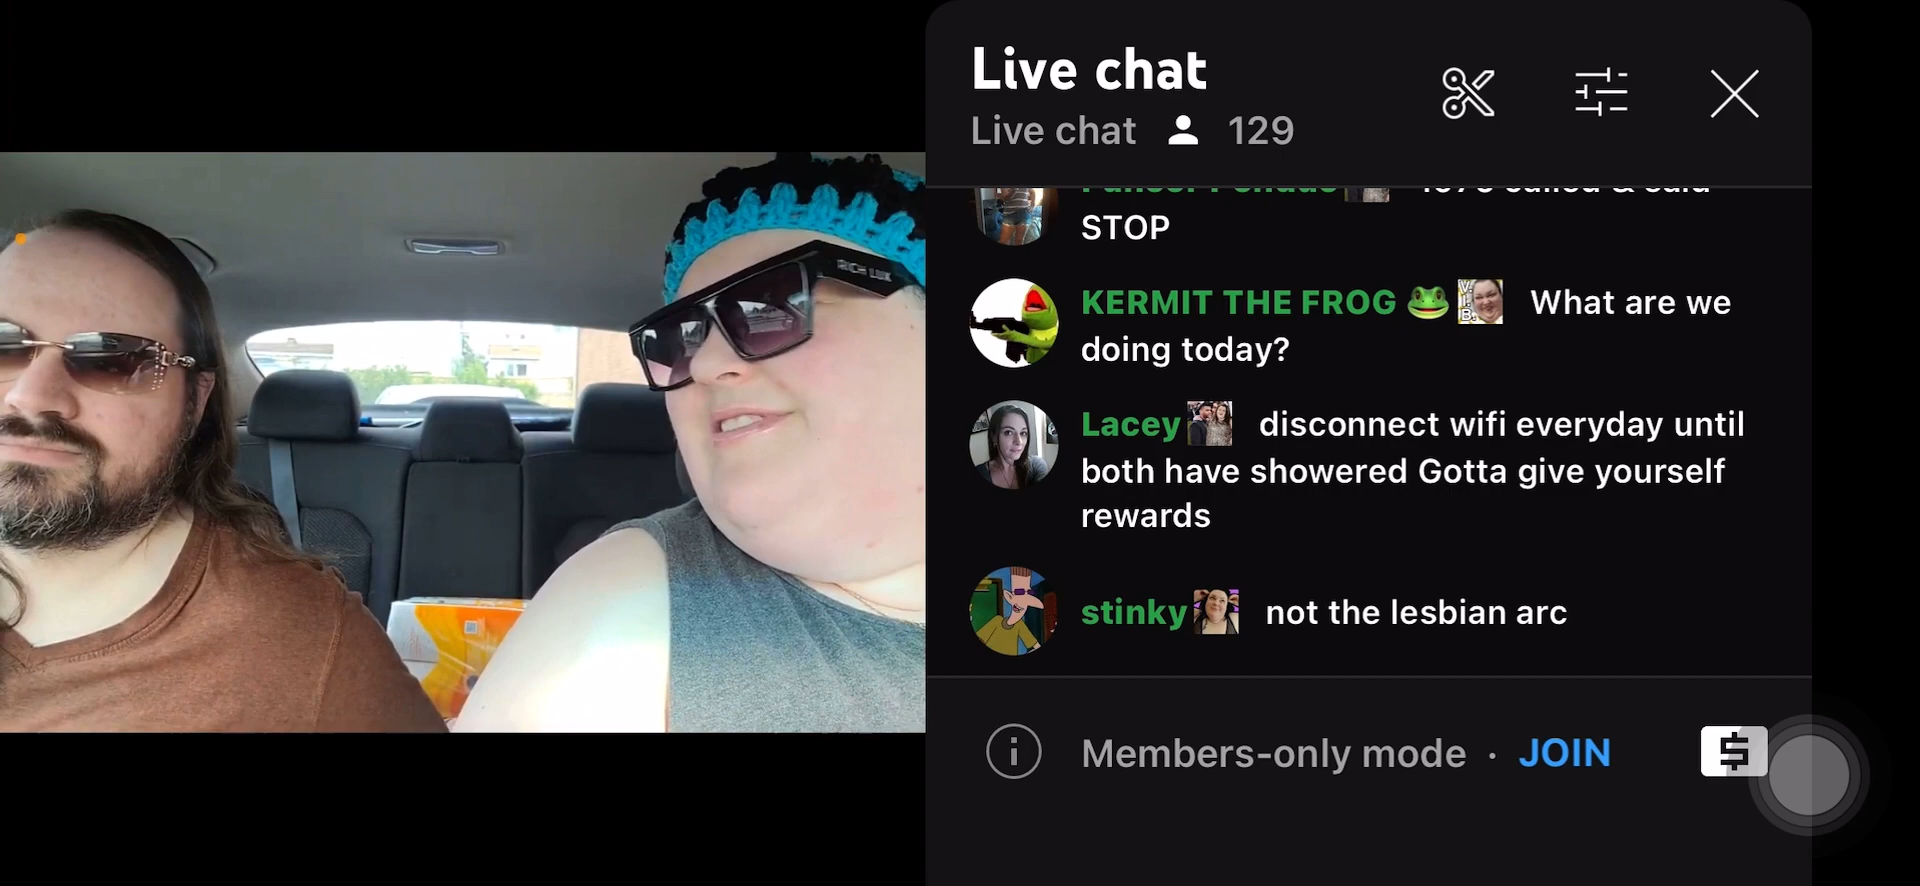 Live chat
Live chat 129
STOP
KERMIT THE FROG 🐸 What are we
doing today?
Lacey disconnect wifi everyday until
both have showered Gotta give yourself
rewards
stinky not the lesbian arc
Members-only mode · JOIN